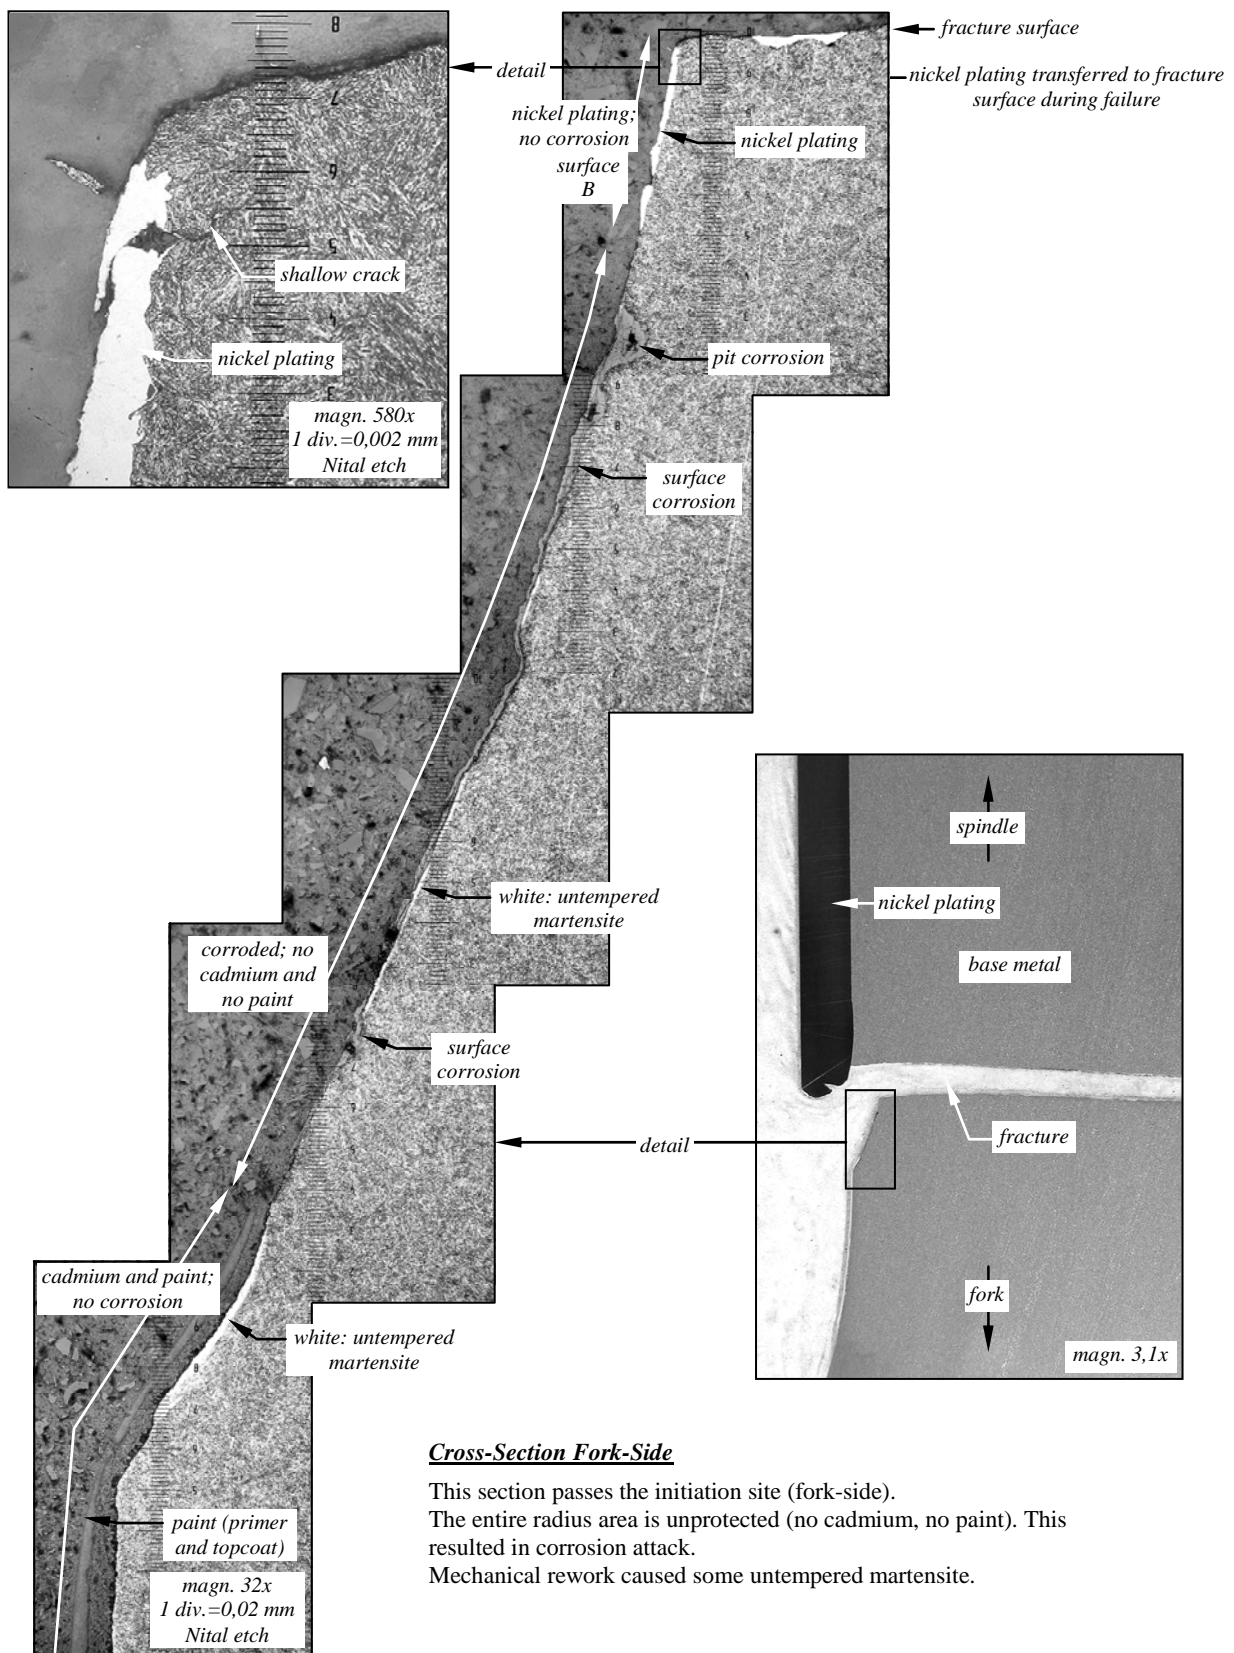 fracture surface
detail
nickel plating transferred to fracture
surface during failure
nickel plating;
no corrosion
surface
B
nickel plating
shallow crack
nickel plating
pit corrosion
magn. 580x
1 div.=0,002 mm
Nital etch
surface
corrosion
spindle
white: untempered
martensite
nickel plating
corroded; no
cadmium and
no paint
base metal
surface
corrosion
fracture
detail
cadmium and paint;
no corrosion
fork
white: untempered
martensite
magn. 3,1x
Cross-Section Fork-Side
This section passes the initiation site (fork-side).
The entire radius area is unprotected (no cadmium, no paint). This
resulted in corrosion attack.
Mechanical rework caused some untempered martensite.
paint (primer
and topcoat)
magn. 32x
1 div.=0,02 mm
Nital etch